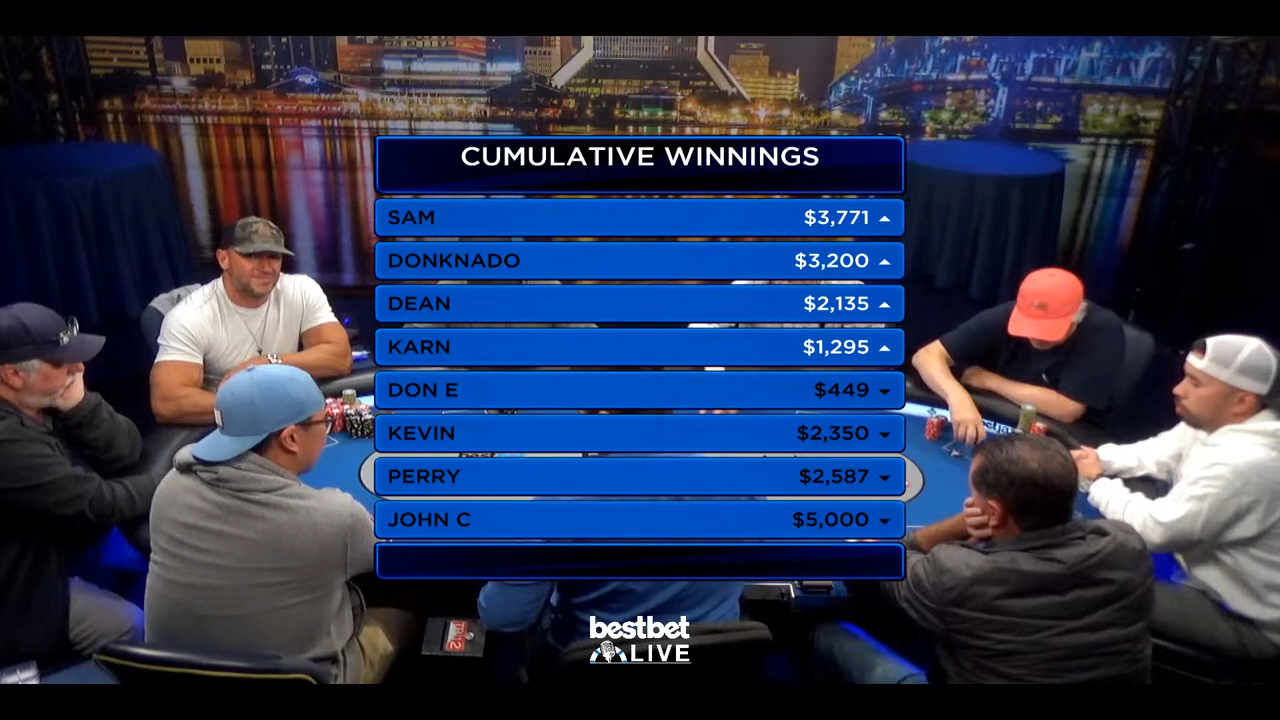 CUMULATIVE WINNINGS
SAM $3,771
DONKNADO $3,200
DEAN $2,135
KARN $1,295
DON E $449
KEVIN $2,350
PERRY $2,587
JOHN C $5,000
bestbet
LIVE